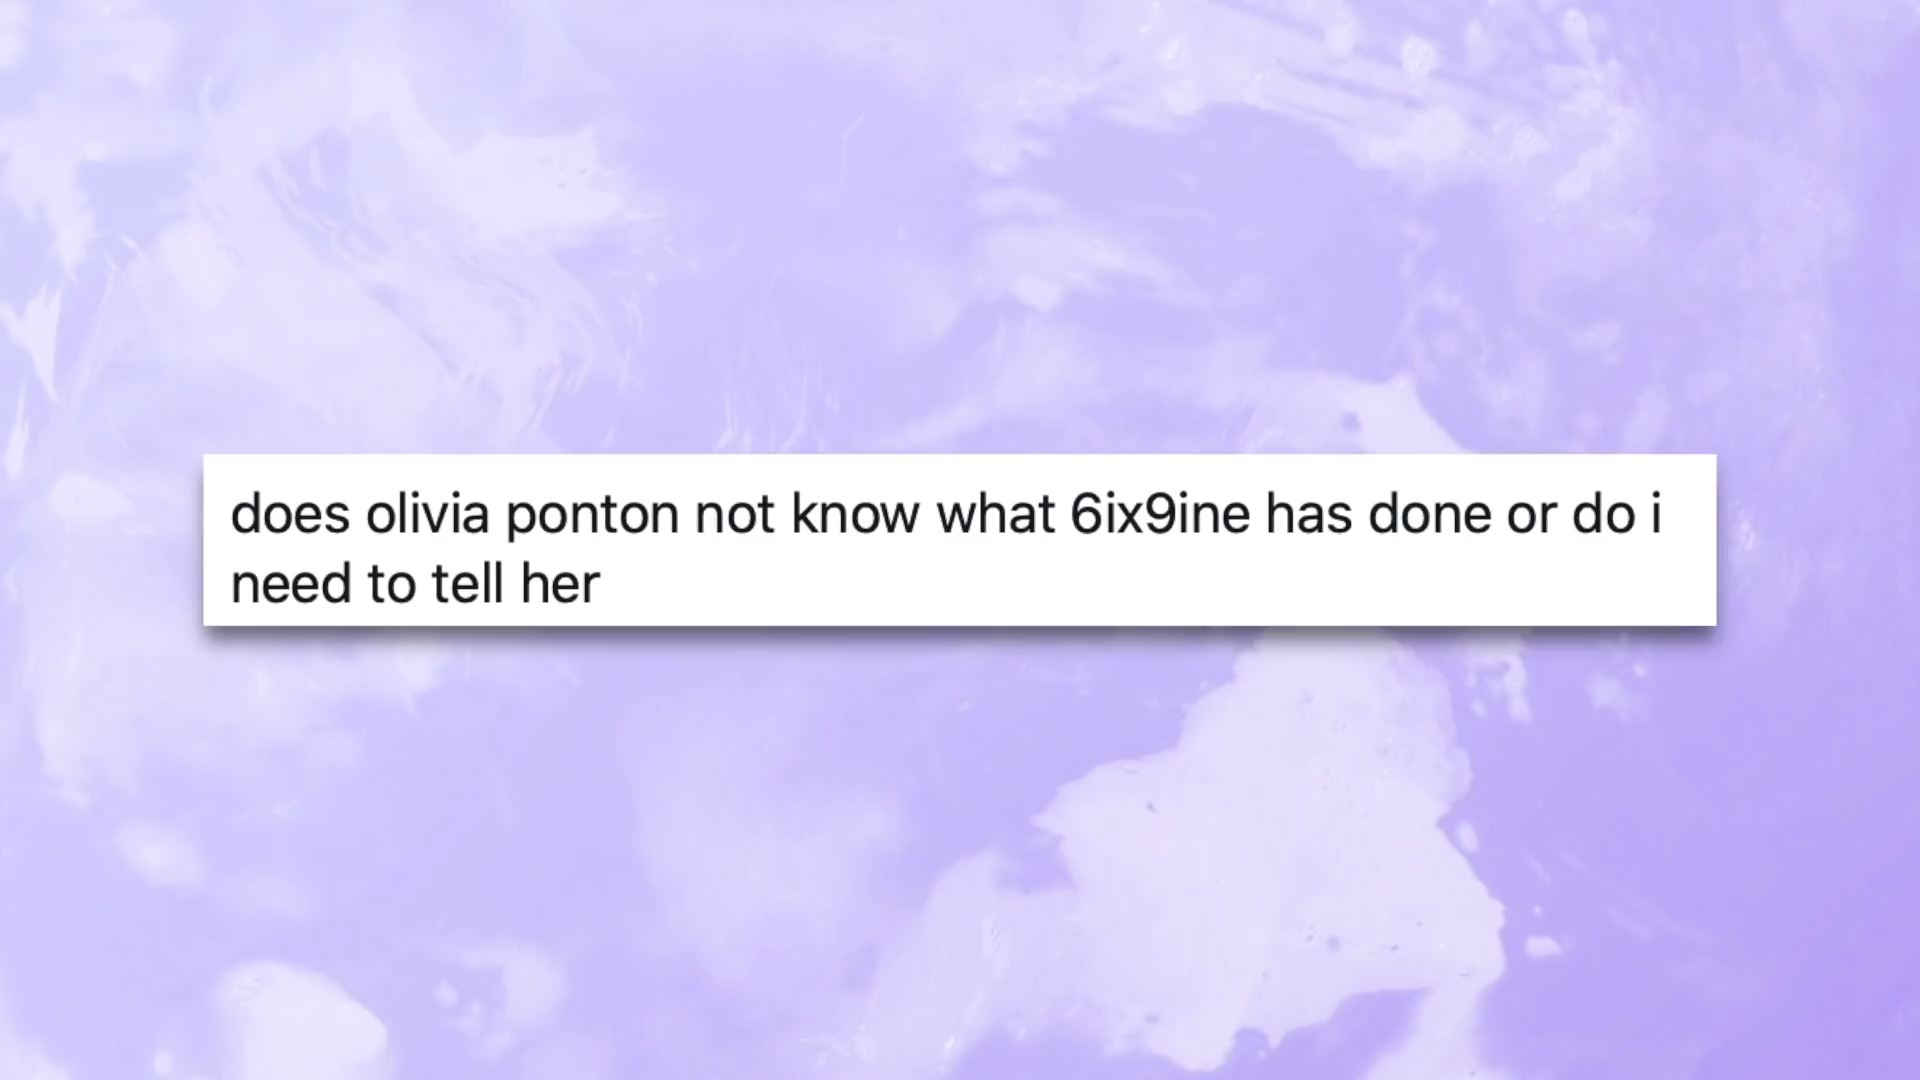 does olivia ponton not know what 6ix9ine has done or do i
need to tell her